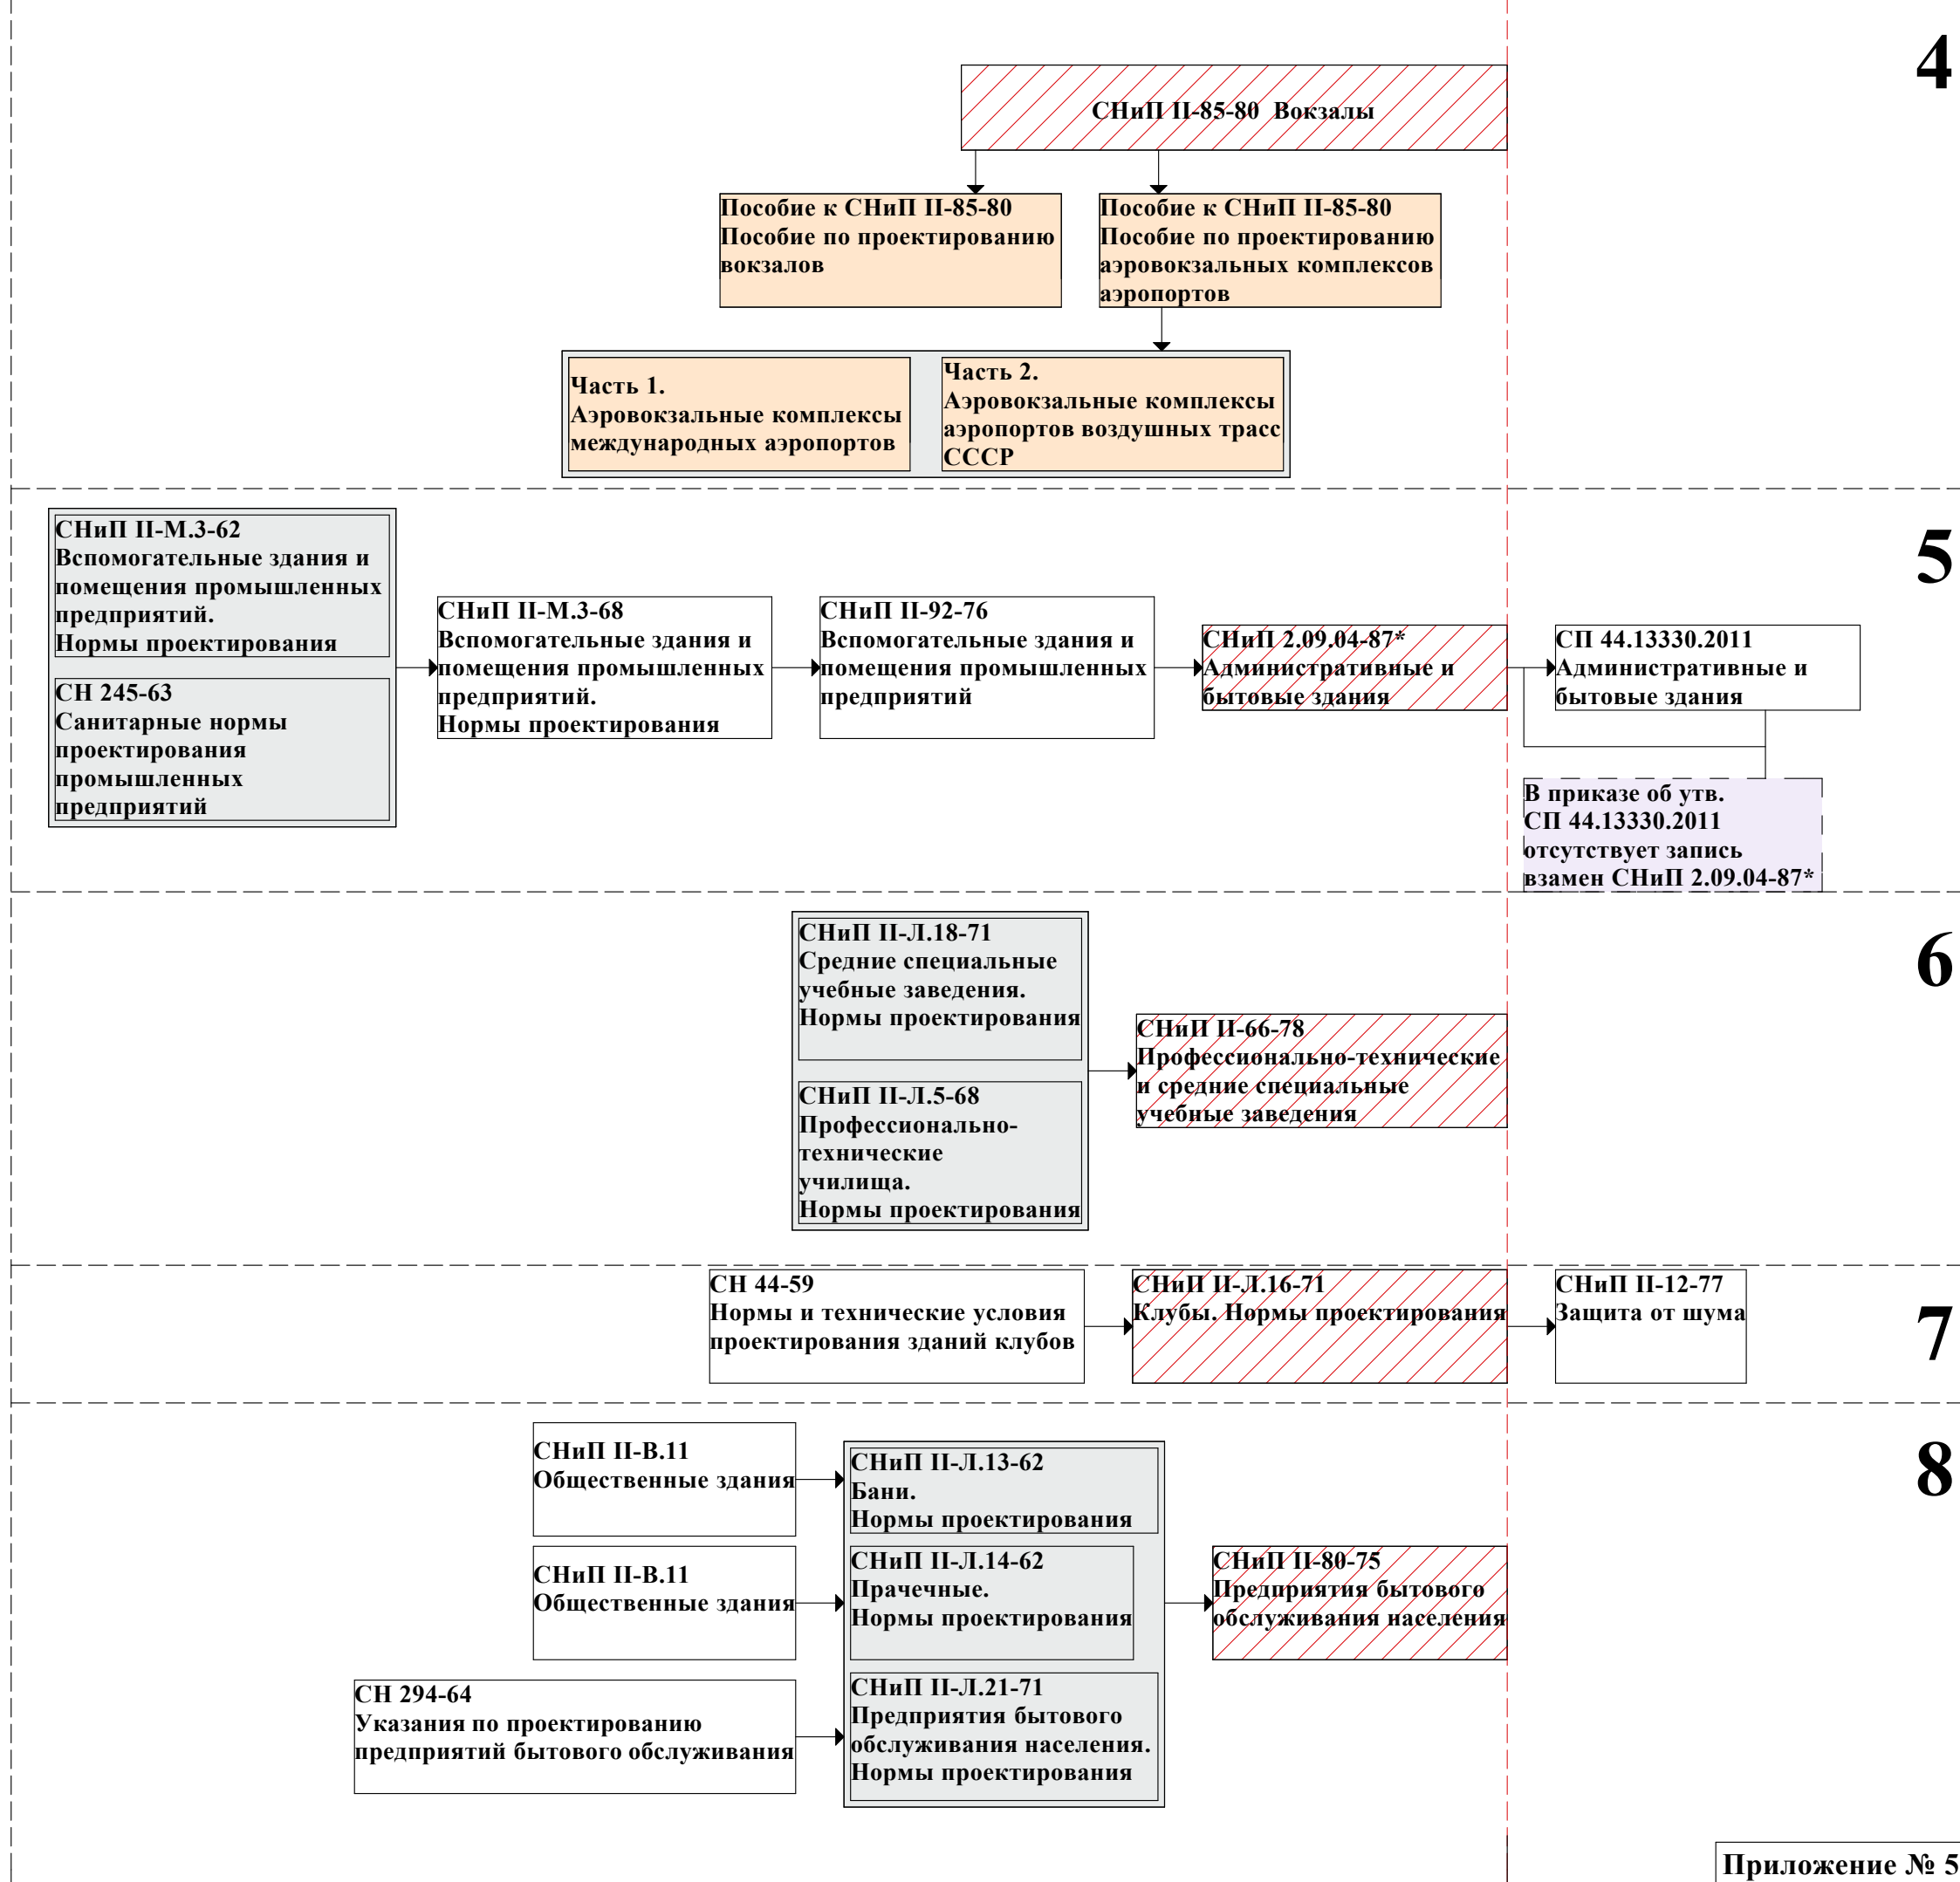 4
СНиП II-85-80 Вокзалы
Пособие к СНиП II-85-80
Пособие по проектированию
вокзалов
Пособие к СНиП II-85-80
Пособие по проектированию
аэровокзальных комплексов
аэропортов
Часть 1.
Аэровокзальные комплексы
международных аэропортов
Часть 2.
Аэровокзальные комплексы
аэропортов воздушных трасс
СССР
5
СНиП II-М.3-62
Вспомогательные здания и
помещения промышленных
предприятий.
Нормы проектирования
СН 245-63
Санитарные нормы
проектирования
промышленных
предприятий
СНиП II-М.3-68
Вспомогательные здания и
помещения промышленных
предприятий.
Нормы проектирования
СНиП II-92-76
Вспомогательные здания и
помещения промышленных
предприятий
СНиП 2.09.04-87*
Административные и
бытовые здания
СП 44.13330.2011
Административные и
бытовые здания
В приказе об утв.
СП 44.13330.2011
отсутствует запись
взамен СНиП 2.09.04-87*
6
СНиП II-Л.18-71
Средние специальные
учебные заведения.
Нормы проектирования
СНиП II-Л.5-68
Профессионально-
технические
училища.
Нормы проектирования
СНиП II-66-78
Профессионально-технические
и средние специальные
учебные заведения
7
СН 44-59
Нормы и технические условия
проектирования зданий клубов
СНиП II-Л.16-71
Клубы. Нормы проектирования
СНиП II-12-77
Защита от шума
8
СНиП II-В.11
Общественные здания
СНиП II-В.11
Общественные здания
СН 294-64
Указания по проектированию
предприятий бытового обслуживания
СНиП II-Л.13-62
Бани.
Нормы проектирования
СНиП II-Л.14-62
Прачечные.
Нормы проектирования
СНиП II-Л.21-71
Предприятия бытового
обслуживания населения.
Нормы проектирования
СНиП II-80-75
Предприятия бытового
обслуживания населения
Приложение № 5